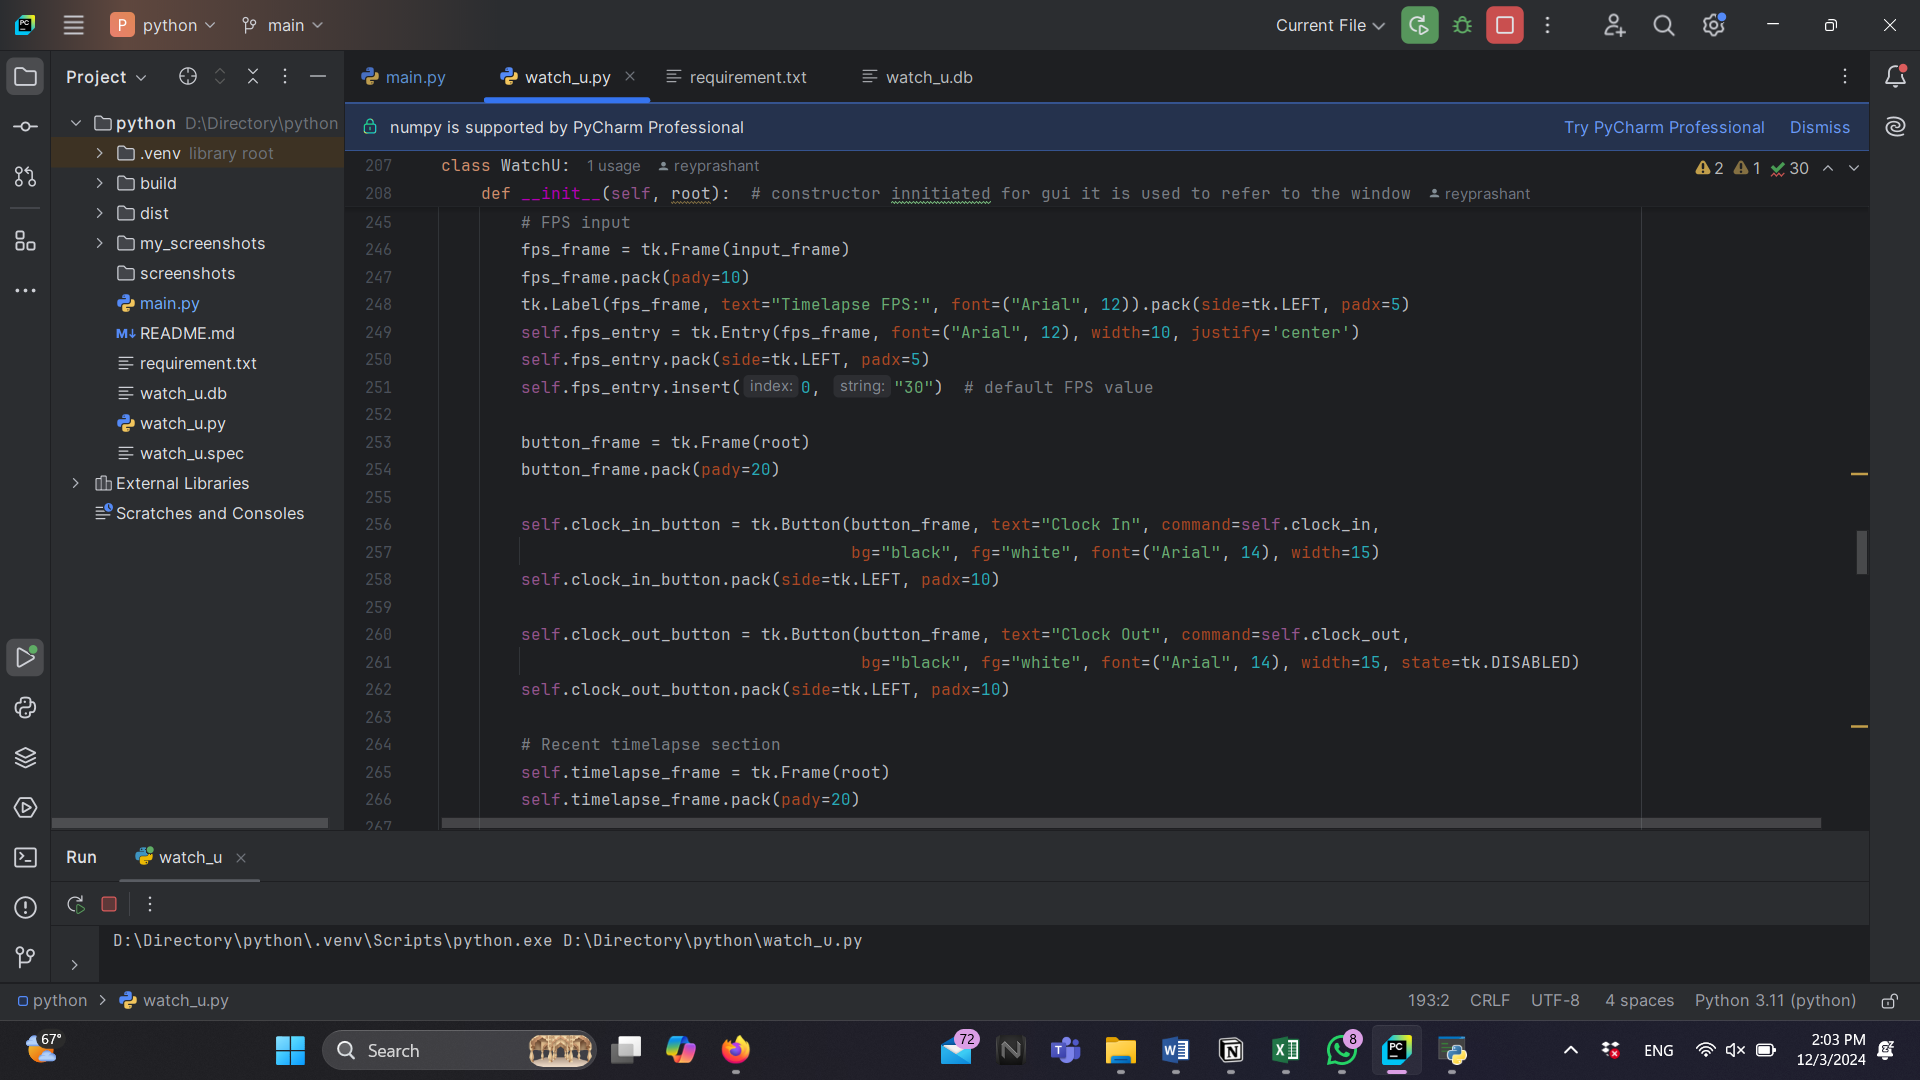 P python main Current File
Project
main.py watch_u.py requirement.txt watch_u.db
python D:\Directory\python
.venv library root
build
dist
my_screenshots
screenshots
main.py
README.md
requirement.txt
watch_u.db
watch_u.py
watch_u.spec
External Libraries
Scratches and Consoles
numpy is supported by PyCharm Professional Try PyCharm Professional Dismiss
207 class WatchU: 1 usage reyprashant
2 1 30
208 def __init__(self, root): # constructor innitiated for gui it is used to refer to the window reyprashant
245 # FPS input
246 fps_frame = tk.Frame(input_frame)
247 fps_frame.pack(pady=10)
248 tk.Label(fps_frame, text="Timelapse FPS:", font=("Arial", 12)).pack(side=tk.LEFT, padx=5)
249 self.fps_entry = tk.Entry(fps_frame, font=("Arial", 12), width=10, justify='center')
250 self.fps_entry.pack(side=tk.LEFT, padx=5)
251 self.fps_entry.insert(index: 0, string: "30") # default FPS value
252
253 button_frame = tk.Frame(root)
254 button_frame.pack(pady=20)
255
256 self.clock_in_button = tk.Button(button_frame, text="Clock In", command=self.clock_in,
257 bg="black", fg="white", font=("Arial", 14), width=15)
258 self.clock_in_button.pack(side=tk.LEFT, padx=10)
259
260 self.clock_out_button = tk.Button(button_frame, text="Clock Out", command=self.clock_out,
261 bg="black", fg="white", font=("Arial", 14), width=15, state=tk.DISABLED)
262 self.clock_out_button.pack(side=tk.LEFT, padx=10)
263
264 # Recent timelapse section
265 self.timelapse_frame = tk.Frame(root)
266 self.timelapse_frame.pack(pady=20)
267
Run watch_u
D:\Directory\python\.venv\Scripts\python.exe D:\Directory\python\watch_u.py
python > watch_u.py 193:2 CRLF UTF-8 4 spaces Python 3.11 (python)
67°
Search
72
8
ENG
2:03 PM
12/3/2024